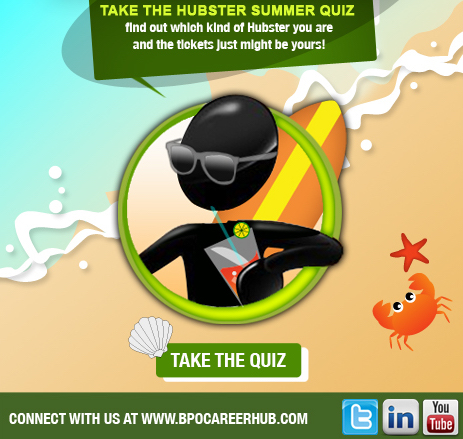 TAKE THE HUBSTER SUMMER QUIZ
find out which kind of Hubster you are
and the tickets just might be yours!
TAKE THE QUIZ
CONNECT WITH US AT WWW.BPOCAREERHUB.COM
t
in
You
Tube